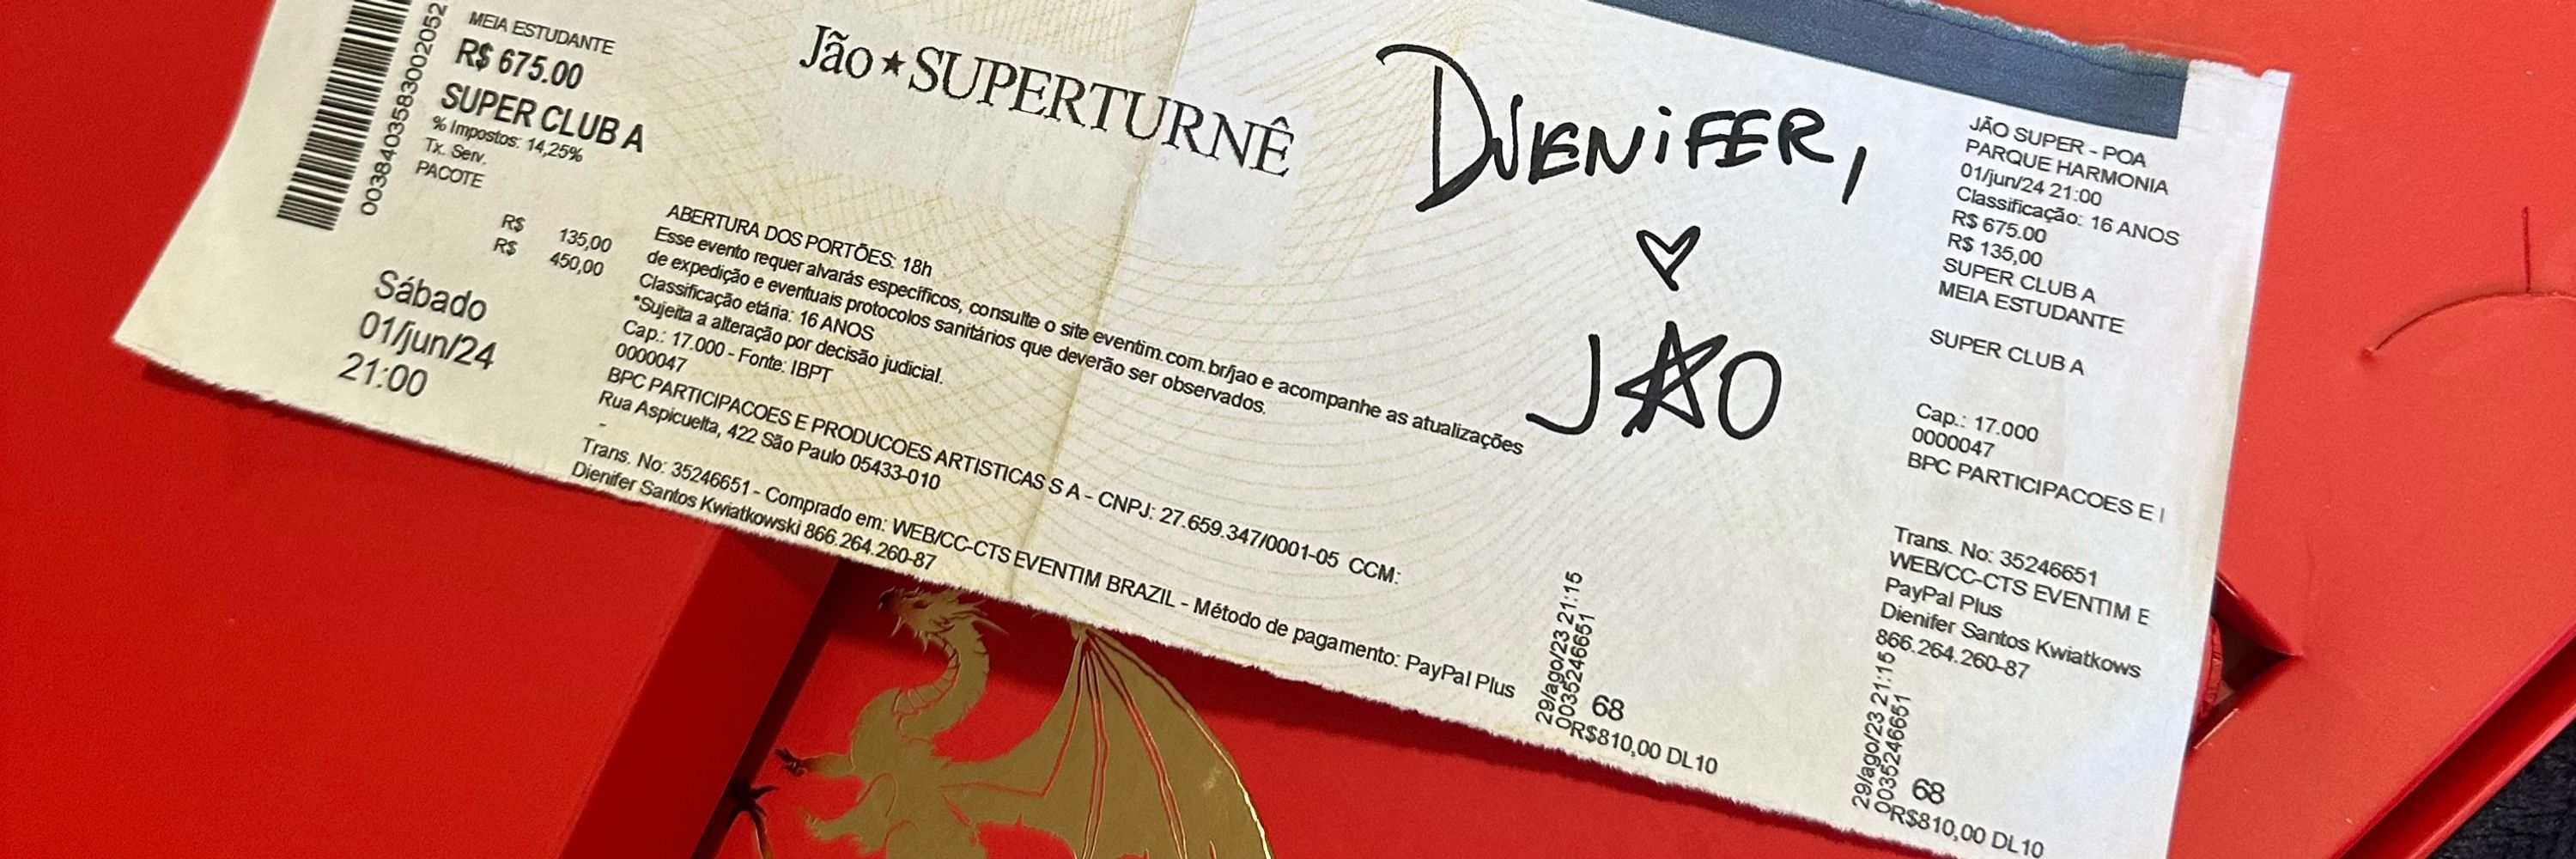 0038403583002052
MEIA ESTUDANTE
R$ 675.00
SUPER CLUB A
% Impostos: 14,25%
Tx. Serv.
PACOTE
R$ 135,00
R$ 450,00
Sábado
01/jun/24
21:00
Jão★SUPERTURNÊ
ABERTURA DOS PORTÕES: 18h
Esse evento requer alvarás específicos, consulte o site eventim.com.br/jao e acompanhe as atualizações
de expedição e eventuais protocolos sanitários que deverão ser observados.
Classificação etária: 16 ANOS
*Sujeita a alteração por decisão judicial.
Cap.: 17.000 - Fonte: IBPT
0000047
BPC PARTICIPACOES E PRODUCOES ARTISTICAS S A - CNPJ: 27.659.347/0001-05 CCM:
Rua Aspicuelta, 422 São Paulo 05433-010
-
Trans. No: 35246651 - Comprado em: WEB/CC-CTS EVENTIM BRAZIL - Método de pagamento: PayPal Plus
Dienifer Santos Kwiatkowski 866.264.260-87
DJENiFER,
♡
JÃO
29/ago/23 21:15
0035246651
68
R$810,00 DL10
JÃO SUPER - POA
PARQUE HARMONIA
01/jun/24 21:00
Classificação: 16 ANOS
R$ 675.00
R$ 135,00
SUPER CLUB A
MEIA ESTUDANTE
SUPER CLUB A
Cap.: 17.000
0000047
BPC PARTICIPACOES E
Trans. No: 35246651
WEB/CC-CTS EVENTIM
PayPal Plus
Dienifer Santos Kwiatkows
866.264.260-87
29/ago/23 21:15
0035246651
68
R$810,00 DL10